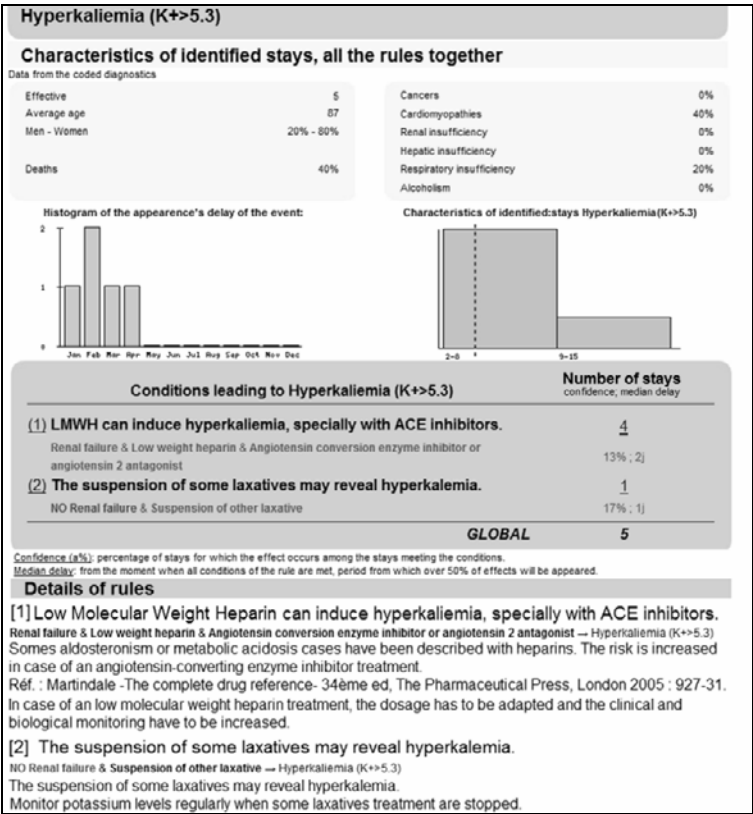 Hyperkaliemia (K+>5.3)
Characteristics of identified stays, all the rules together
Data from the coded diagnostics
Effective 5
Average age 87
Men - Women 20% - 80%
Deaths 40%
Cancers 0%
Cardiomyopathies 40%
Renal insufficiency 0%
Hepatic insufficiency 0%
Respiratory insufficiency 20%
Alcoholism 0%
Histogram of the appearence's delay of the event:
2
1
0
Jan Feb Mar Apr May Jun Jul Aug Sep Oct Nov Dec
Characteristics of identified:stays Hyperkaliemia(K+>5.3)
2-8 9-15
Conditions leading to Hyperkaliemia (K+>5.3) Number of stays
confidence; median delay
(1) LMWH can induce hyperkaliemia, specially with ACE inhibitors. 4
Renal failure & Low weight heparin & Angiotensin conversion enzyme inhibitor or
angiotensin 2 antagonist 13% ; 2j
(2) The suspension of some laxatives may reveal hyperkalemia. 1
NO Renal failure & Suspension of other laxative 17% ; 1j
GLOBAL 5
Confidence (a%): percentage of stays for which the effect occurs among the stays meeting the conditions.
Median delay: from the moment when all conditions of the rule are met, period from which over 50% of effects will be appeared.
Details of rules
[1] Low Molecular Weight Heparin can induce hyperkaliemia, specially with ACE inhibitors.
Renal failure & Low weight heparin & Angiotensin conversion enzyme inhibitor or angiotensin 2 antagonist → Hyperkaliemia (K+>5.3)
Somes aldosteronism or metabolic acidosis cases have been described with heparins. The risk is increased
in case of an angiotensin-converting enzyme inhibitor treatment.
Réf. : Martindale -The complete drug reference- 34ème ed, The Pharmaceutical Press, London 2005 : 927-31.
In case of an low molecular weight heparin treatment, the dosage has to be adapted and the clinical and
biological monitoring have to be increased.
[2] The suspension of some laxatives may reveal hyperkalemia.
NO Renal failure & Suspension of other laxative → Hyperkaliemia (K+>5.3)
The suspension of some laxatives may reveal hyperkaliemia.
Monitor potassium levels regularly when some laxatives treatment are stopped.